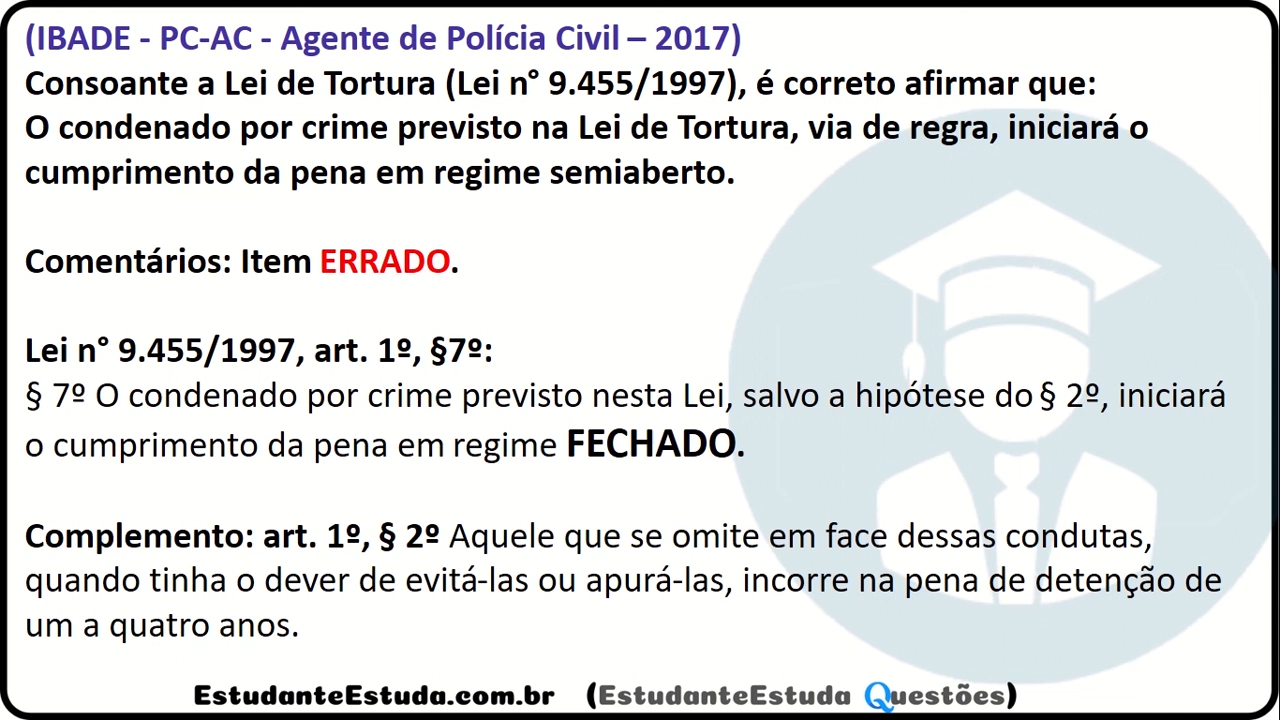 (IBADE - PC-AC - Agente de Polícia Civil – 2017)
Consoante a Lei de Tortura (Lei n° 9.455/1997), é correto afirmar que:
O condenado por crime previsto na Lei de Tortura, via de regra, iniciará o
cumprimento da pena em regime semiaberto.
Comentários: Item ERRADO.
Lei n° 9.455/1997, art. 1º, §7º:
§ 7º O condenado por crime previsto nesta Lei, salvo a hipótese do § 2º, iniciará
o cumprimento da pena em regime FECHADO.
Complemento: art. 1º, § 2º Aquele que se omite em face dessas condutas,
quando tinha o dever de evitá-las ou apurá-las, incorre na pena de detenção de
um a quatro anos.
EstudanteEstuda.com.br (EstudanteEstuda Questões)